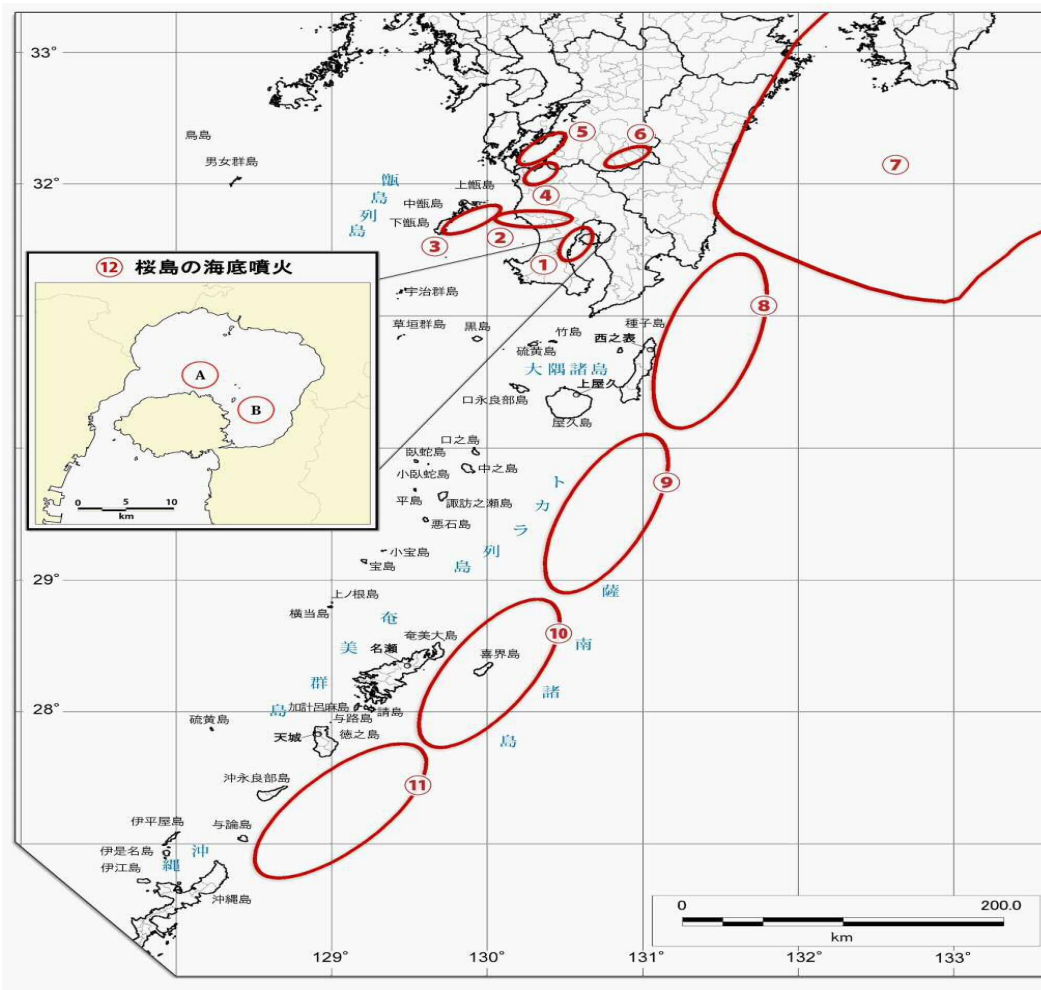 33°
32°
29°
28°
129°
130°
131°
132°
133°
鳥島
男女群島
甑島列島
上甑島
中甑島
下甑島
⑤
⑥
⑦
④
③
②
①
⑫ 桜島の海底噴火
A
B
0 5 10
km
宇治群島
草垣群島
黒島
硫黄島
竹島
種子島
西之表
大隅諸島
上屋久
口永良部島
屋久島
⑧
口之島
臥蛇島
中之島
小臥蛇島
平島
諏訪之瀬島
悪石島
小宝島
宝島
トカラ列島
⑨
薩南諸島
上ノ根島
横当島
奄美群島
奄美大島
名瀬
喜界島
⑩
加計呂麻島
請島
与路島
硫黄島
天城
徳之島
沖永良部島
⑪
伊平屋島
与論島
伊是名島
伊江島
沖縄
沖縄島
0 200.0
km